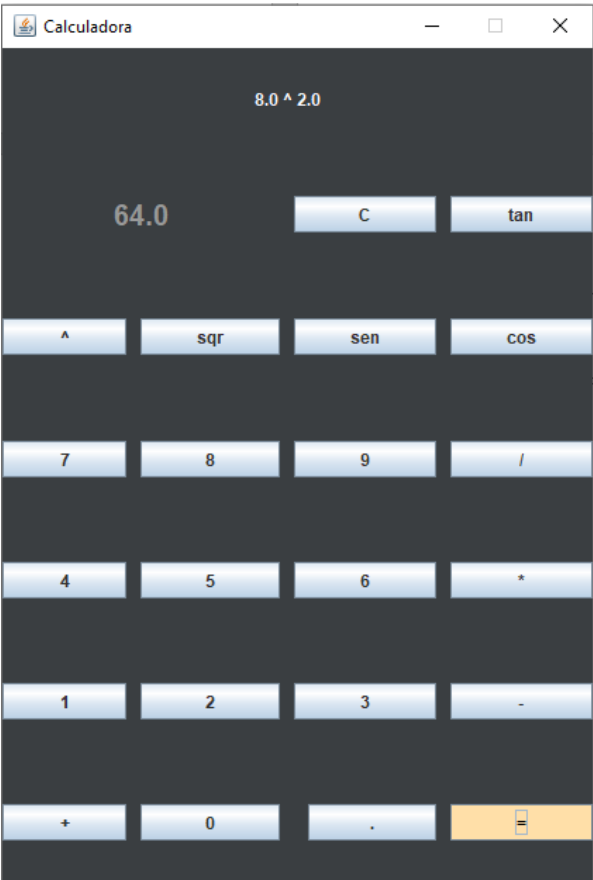 Calculadora
8.0 ^ 2.0
64.0 C tan
^ sqr sen cos
7 8 9 /
4 5 6 *
1 2 3 -
+ 0 . =